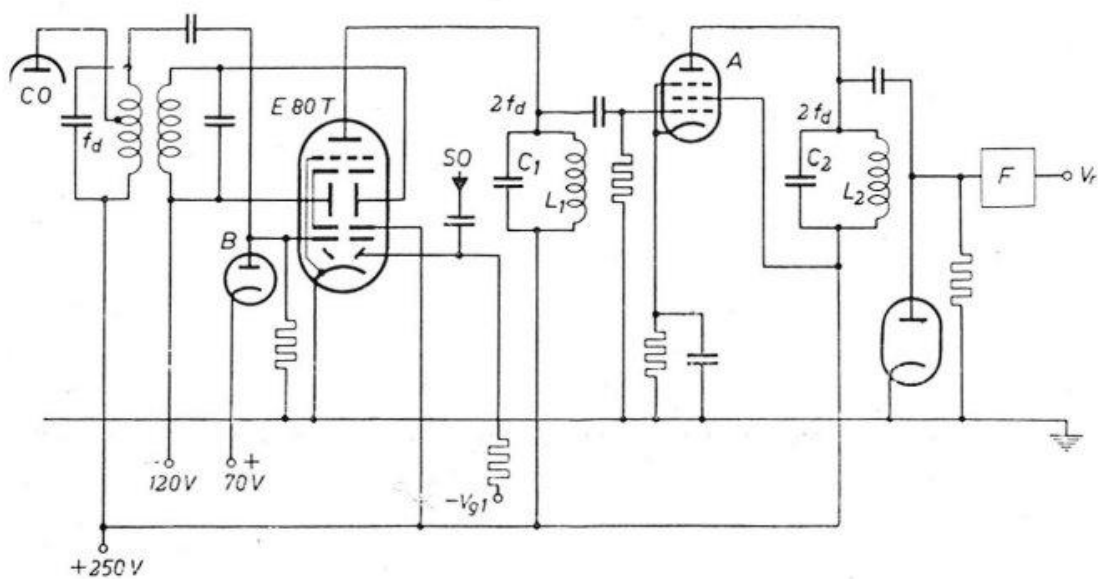 CO
f_d
E 80 T
SO
B
2f_d
C_1
L_1
A
2f_d
C_2
L_2
F
V_r
-
120V
+
70V
-V_g1
+250V